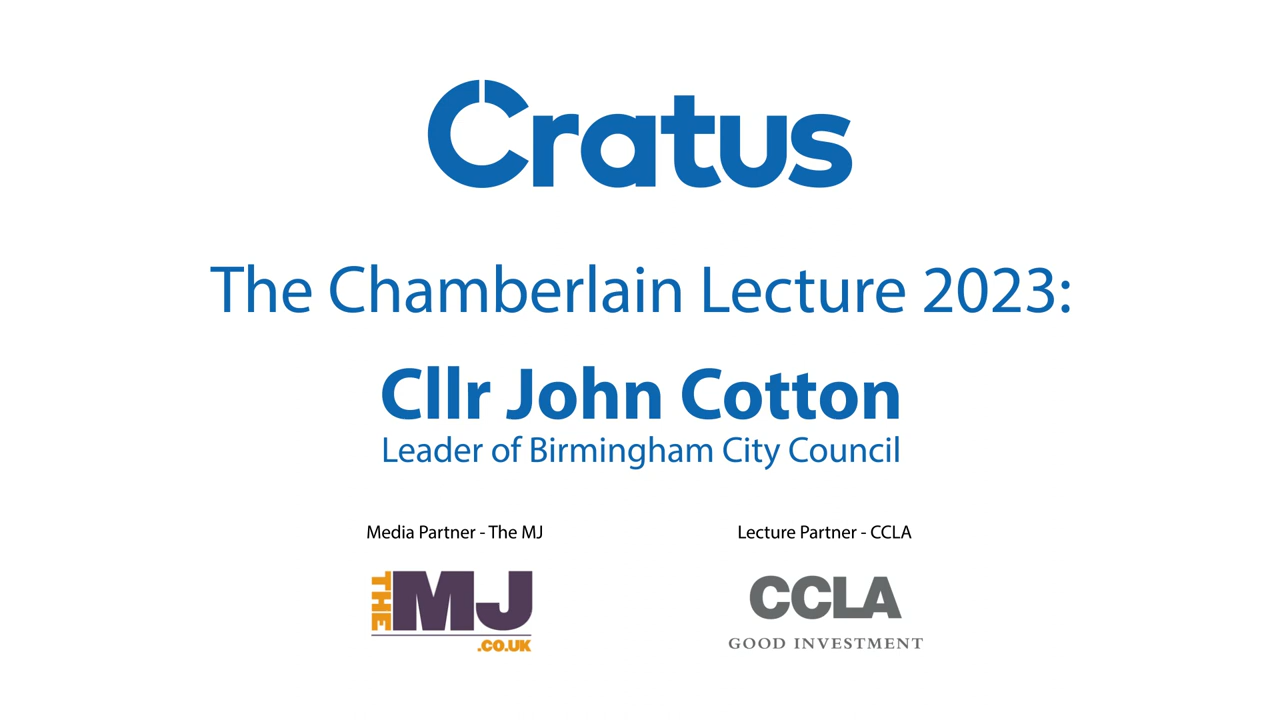 Cratus
The Chamberlain Lecture 2023:
Cllr John Cotton
Leader of Birmingham City Council
Media Partner - The MJ
Lecture Partner - CCLA
THE MJ
.CO.UK
CCLA
GOOD INVESTMENT